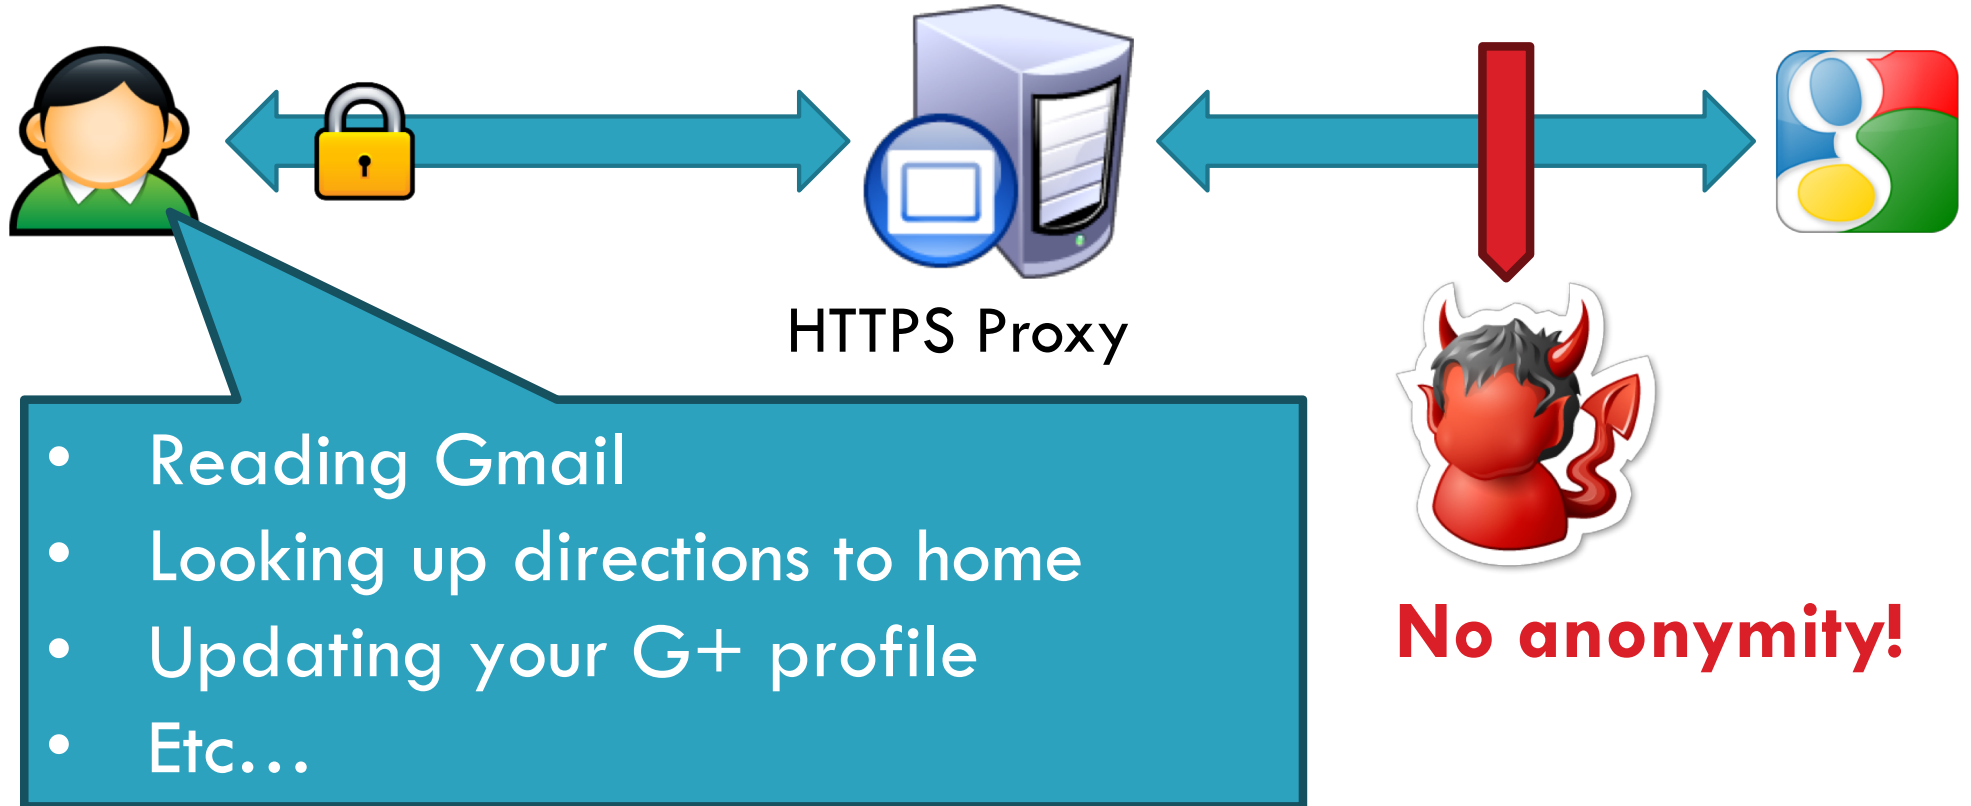 HTTPS Proxy
• Reading Gmail
• Looking up directions to home
• Updating your G+ profile
• Etc…
No anonymity!